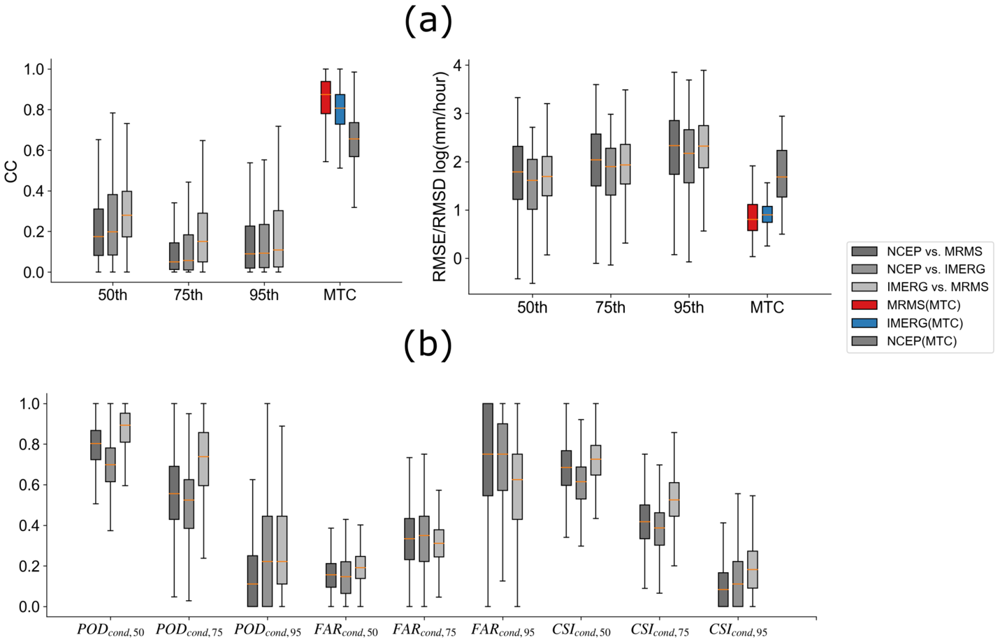 (a)
1.0
0.8
0.6
0.4
0.2
0.0
CC
50th 75th 95th MTC
4
3
2
1
0
RMSE/RMSD log(mm/hour)
50th 75th 95th MTC
NCEP vs. MRMS
NCEP vs. IMERG
IMERG vs. MRMS
MRMS(MTC)
IMERG(MTC)
NCEP(MTC)
(b)
1.0
0.8
0.6
0.4
0.2
0.0
POD cond,50 POD cond,75 POD cond,95 FAR cond,50 FAR cond,75 FAR cond,95 CSI cond,50 CSI cond,75 CSI cond,95